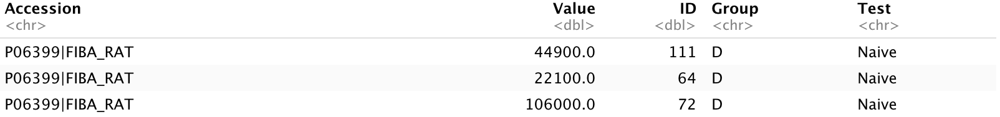 Accession Value ID Group Test
<chr> <dbl> <dbl> <chr> <chr>
P06399|FIBA_RAT 44900.0 111 D Naive
P06399|FIBA_RAT 22100.0 64 D Naive
P06399|FIBA_RAT 106000.0 72 D Naive